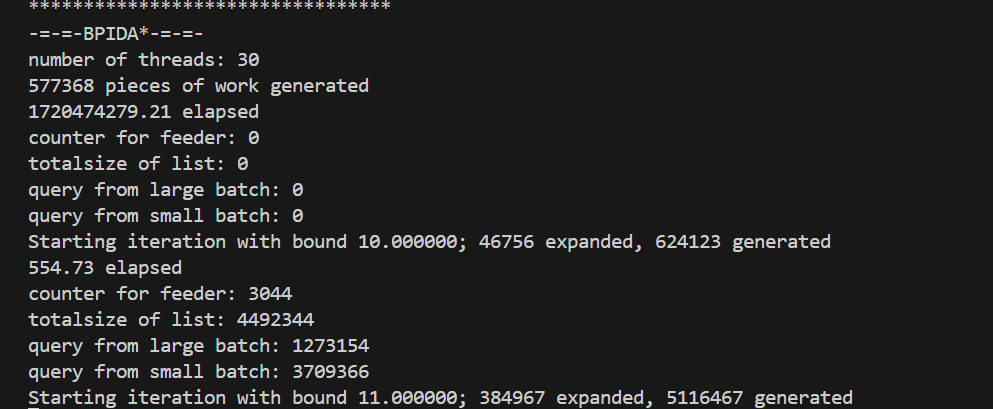 *********************************
-=-=-BPIDA*-=-=-
number of threads: 30
577368 pieces of work generated
1720474279.21 elapsed
counter for feeder: 0
totalsize of list: 0
query from large batch: 0
query from small batch: 0
Starting iteration with bound 10.000000; 46756 expanded, 624123 generated
554.73 elapsed
counter for feeder: 3044
totalsize of list: 4492344
query from large batch: 1273154
query from small batch: 3709366
Starting iteration with bound 11.000000; 384967 expanded, 5116467 generated